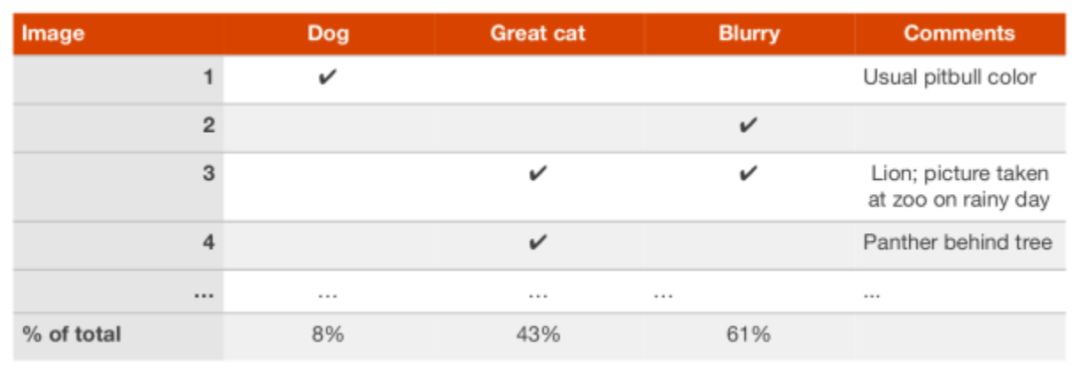 Image Dog Great cat Blurry Comments
1 ✔ Usual pitbull color
2 ✔
3 ✔ ✔ Lion; picture taken
at zoo on rainy day
4 ✔ Panther behind tree
... ... ... ... ...
% of total 8% 43% 61%